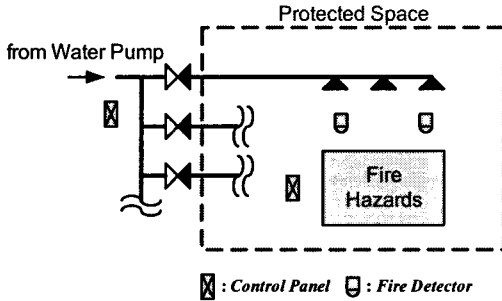 Protected Space
from Water Pump
Fire
Hazards
: Control Panel : Fire Detector